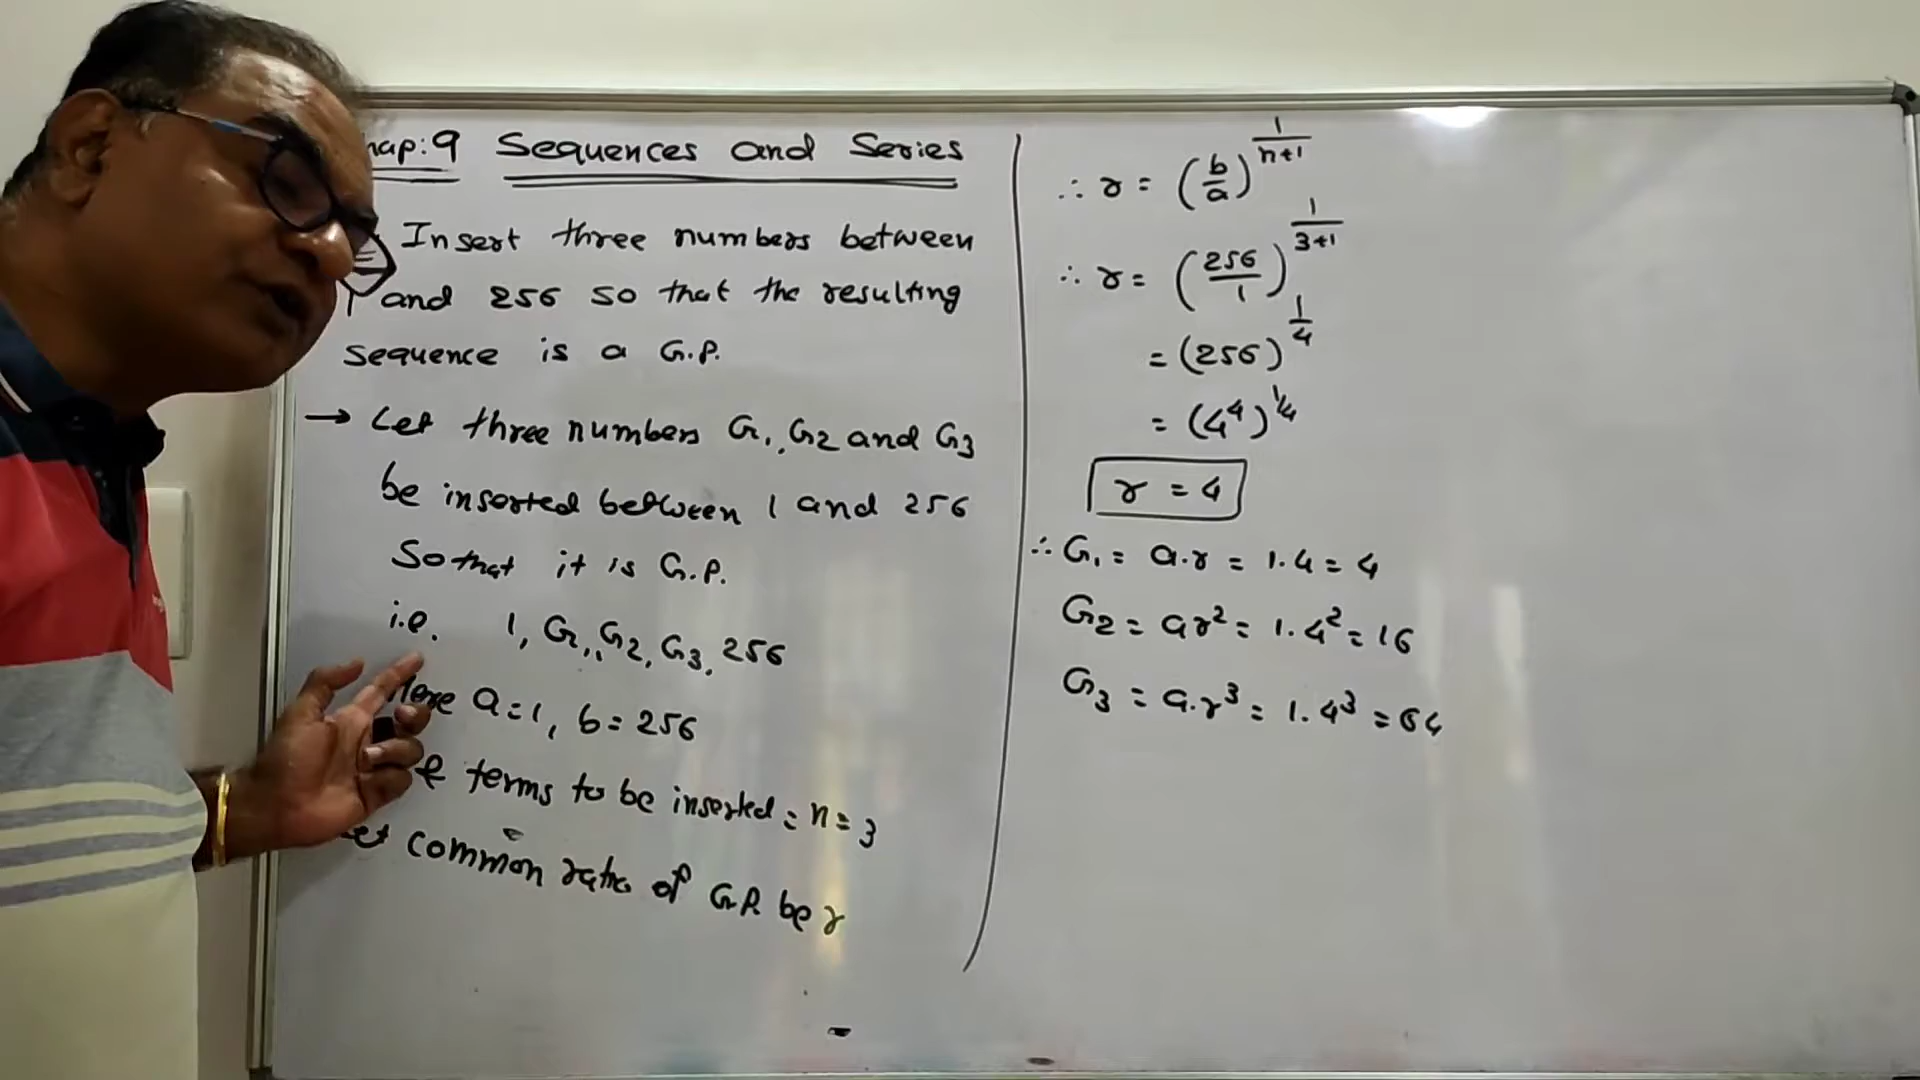 hap:9 Sequences and Series
Insert three numbers between
1 and 256 so that the resulting
sequence is a G.P.
→ Let three numbers G₁, G₂ and G₃
be inserted between 1 and 256
So that it is G.P.
i.e. 1, G₁, G₂, G₃, 256
Here a=1, b=256
terms to be inserted = n = 3
Let common ratio of G.P. be r
∴ r = (b/a)^(1/(n+1))
∴ r = (256/1)^(1/(3+1))
= (256)^(1/4)
= (4⁴)^(1/4)
r = 4
∴ G₁ = a.r = 1.4 = 4
G₂ = ar² = 1.4² = 16
G₃ = a.r³ = 1.4³ = 64